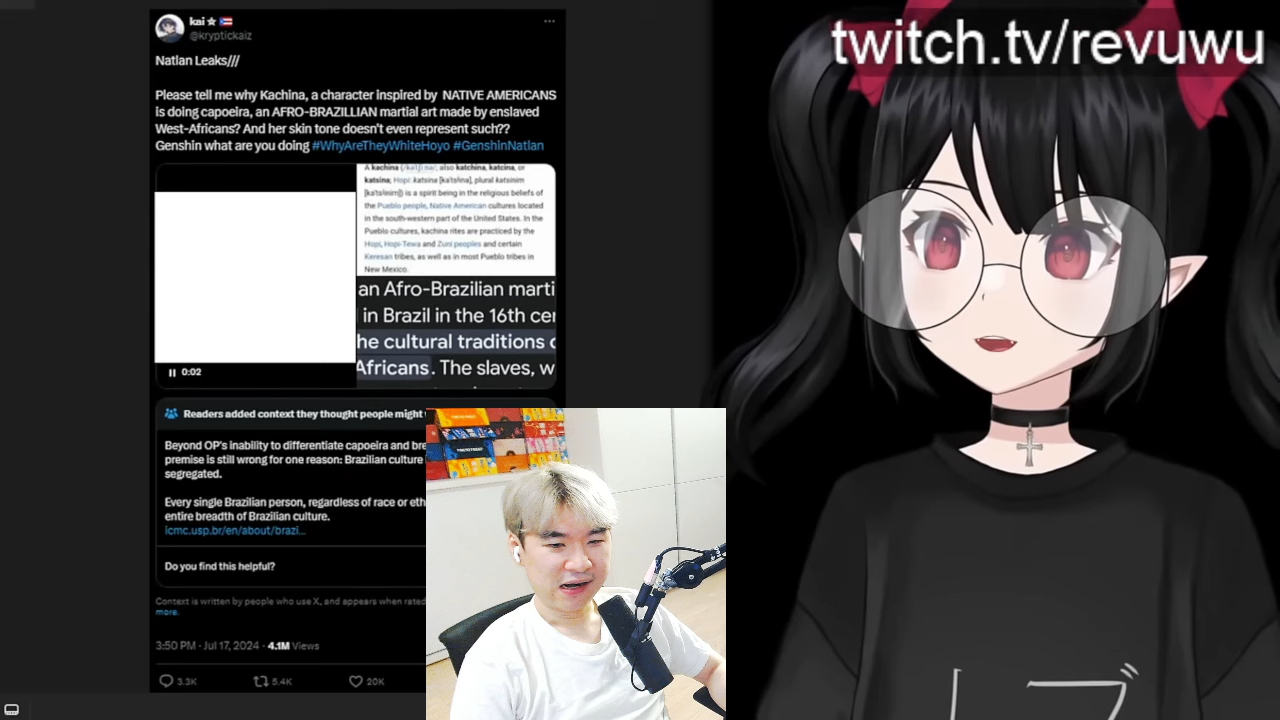 twitch.tv/revuwu
kai ☆ 🇵🇷
@kryptickaiz
Natlan Leaks///
Please tell me why Kachina, a character inspired by NATIVE AMERICANS
is doing capoeira, an AFRO-BRAZILLIAN martial art made by enslaved
West-Africans? And her skin tone doesn't even represent such??
Genshin what are you doing #WhyAreTheyWhiteHoyo #GenshinNatlan
A kachina (/kəˈtʃiːnə/; also katchina, katcina, or
katsina; Hopi: katsina [kaˈtsʲina], plural katsinim
[kaˈtsʲinim]) is a spirit being in the religious beliefs of
the Pueblo people, Native American cultures located
in the south-western part of the United States. In the
Pueblo cultures, kachina rites are practiced by the
Hopi, Hopi-Tewa and Zuni peoples and certain
Keresan tribes, as well as in most Pueblo tribes in
New Mexico.
an Afro-Brazilian marti
in Brazil in the 16th cer
he cultural traditions
Africans. The slaves, w
0:02
Readers added context they thought people might
Beyond OP's inability to differentiate capoeira and bre
premise is still wrong for one reason: Brazilian culture
segregated.
Every single Brazilian person, regardless of race or eth
entire breadth of Brazilian culture.
icmc.usp.br/en/about/brazi...
Do you find this helpful?
Context is written by people who use X, and appears when rated
more.
3:50 PM · Jul 17, 2024 · 4.1M Views
3.3K 5.4K 20K